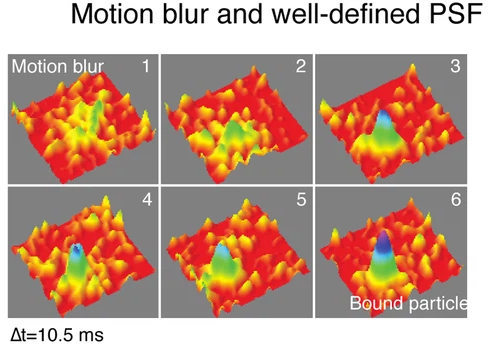 Motion blur and well-defined PSF
Motion blur 1
2
3
4
5
6
Bound particle
Δt=10.5 ms